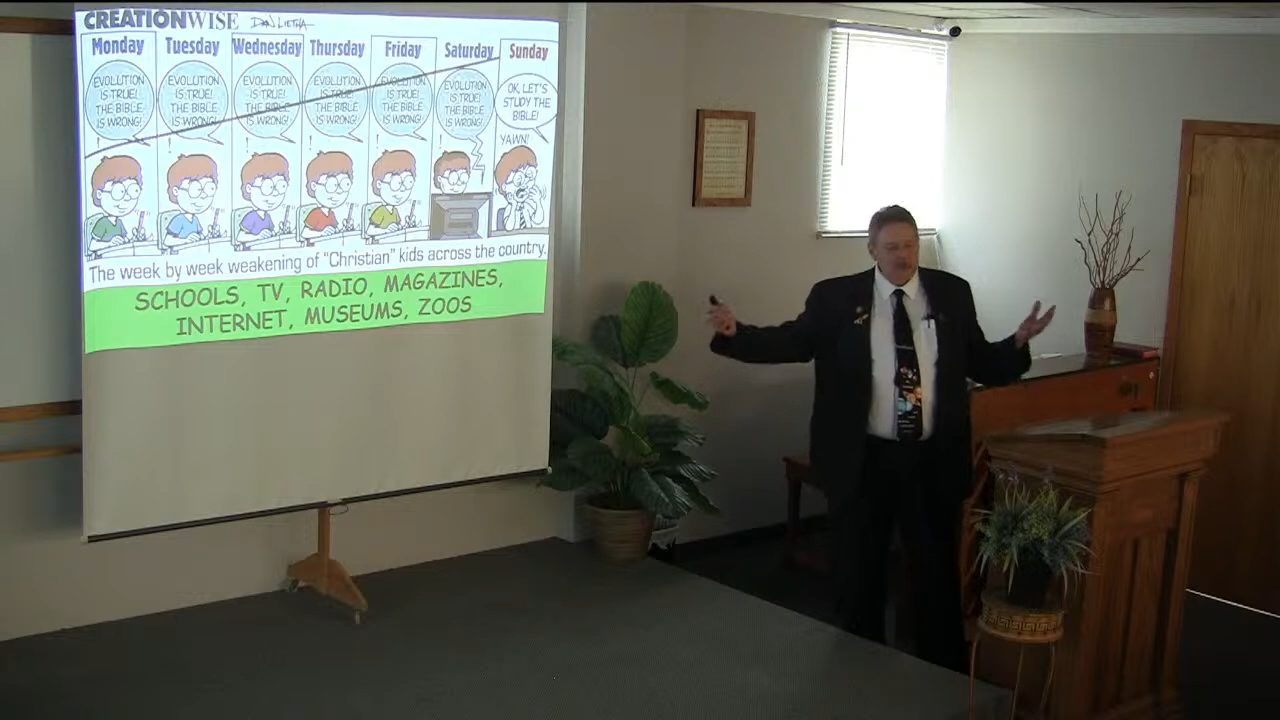 CREATIONWISE DAN LIETHA
Monday Tuesday Wednesday Thursday Friday Saturday Sunday
EVOLUTION
IS TRUE!
THE BIBLE
IS WRONG!
EVOLUTION
IS TRUE!
THE BIBLE
IS WRONG!
EVOLUTION
IS TRUE!
THE BIBLE
IS WRONG!
EVOLUTION
IS TRUE!
THE BIBLE
IS WRONG!
EVOLUTION
IS TRUE!
THE BIBLE
IS WRONG!
EVOLUTION
IS TRUE!
THE BIBLE
IS WRONG!
OK, LET'S
STUDY THE
BIBLE!
YAWN!
The week by week weakening of "Christian" kids across the country.
SCHOOLS, TV, RADIO, MAGAZINES,
INTERNET, MUSEUMS, ZOOS